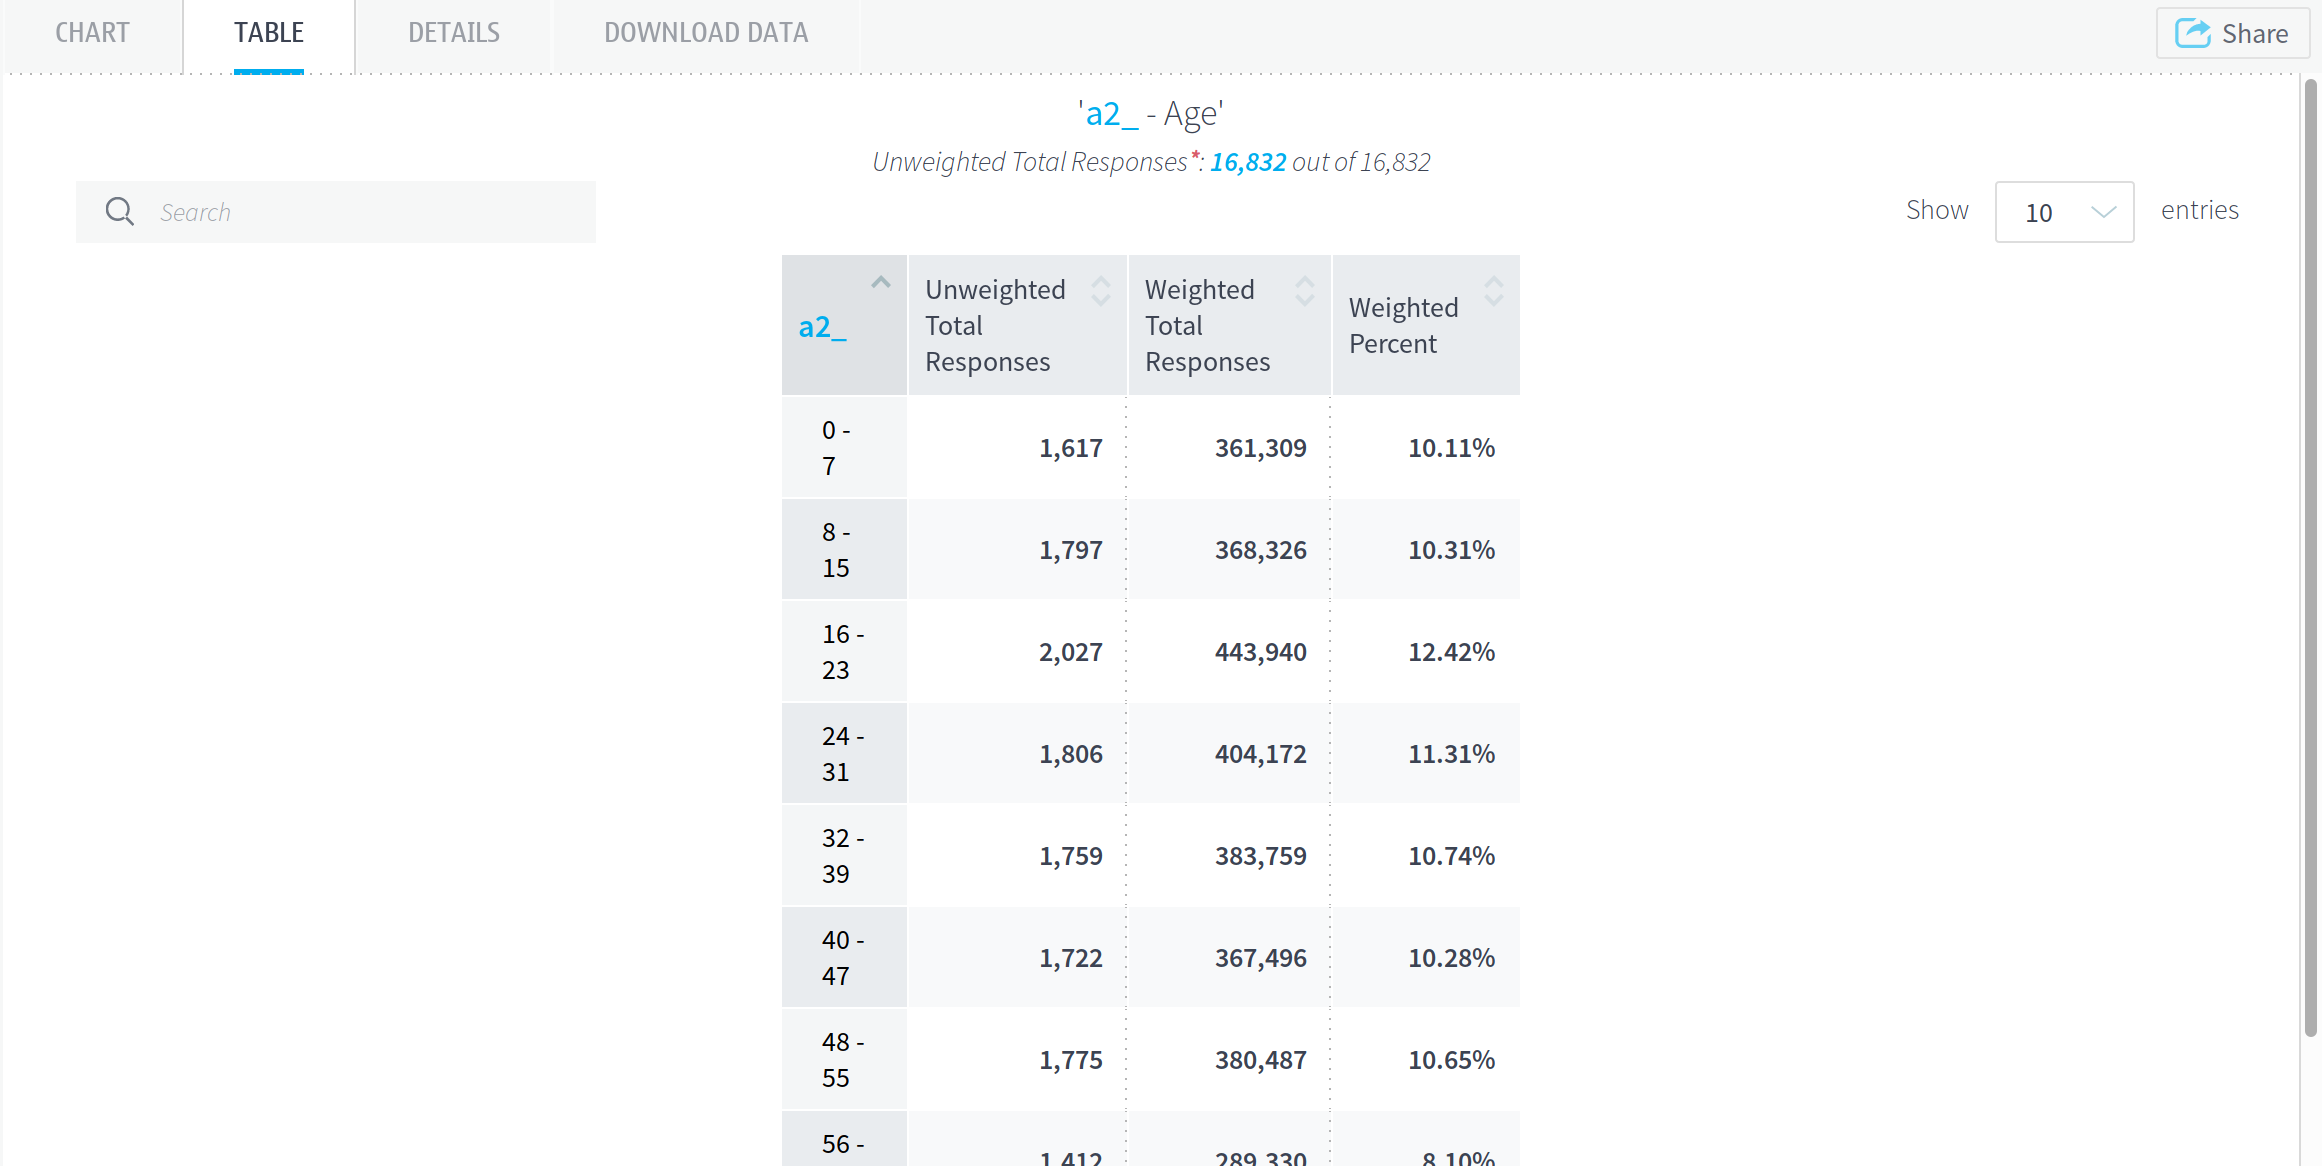 CHART TABLE DETAILS DOWNLOAD DATA Share
'a2_ - Age'
Unweighted Total Responses*: 16,832 out of 16,832
Search
Show 10 entries
a2_ Unweighted Total Responses Weighted Total Responses Weighted Percent
0 - 7 1,617 361,309 10.11%
8 - 15 1,797 368,326 10.31%
16 - 23 2,027 443,940 12.42%
24 - 31 1,806 404,172 11.31%
32 - 39 1,759 383,759 10.74%
40 - 47 1,722 367,496 10.28%
48 - 55 1,775 380,487 10.65%
56 - 1,412 289,330 8.10%